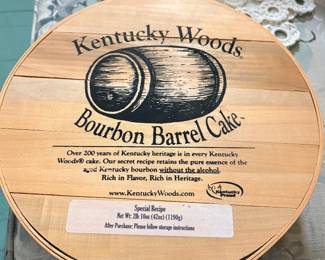 Kentucky Woods
Bourbon Barrel Cake
Over 200 years of Kentucky heritage is in every Kentucky
Woods® cake. Our secret recipe retains the pure essence of the
aged Kentucky bourbon without the alcohol.
Rich in Flavor, Rich in Heritage.
www.KentuckyWoods.com
Kentucky
Proud
Special Recipe
Net Wt: 2lb 10oz (42oz) (1190g)
After Purchase: Please follow storage instructions